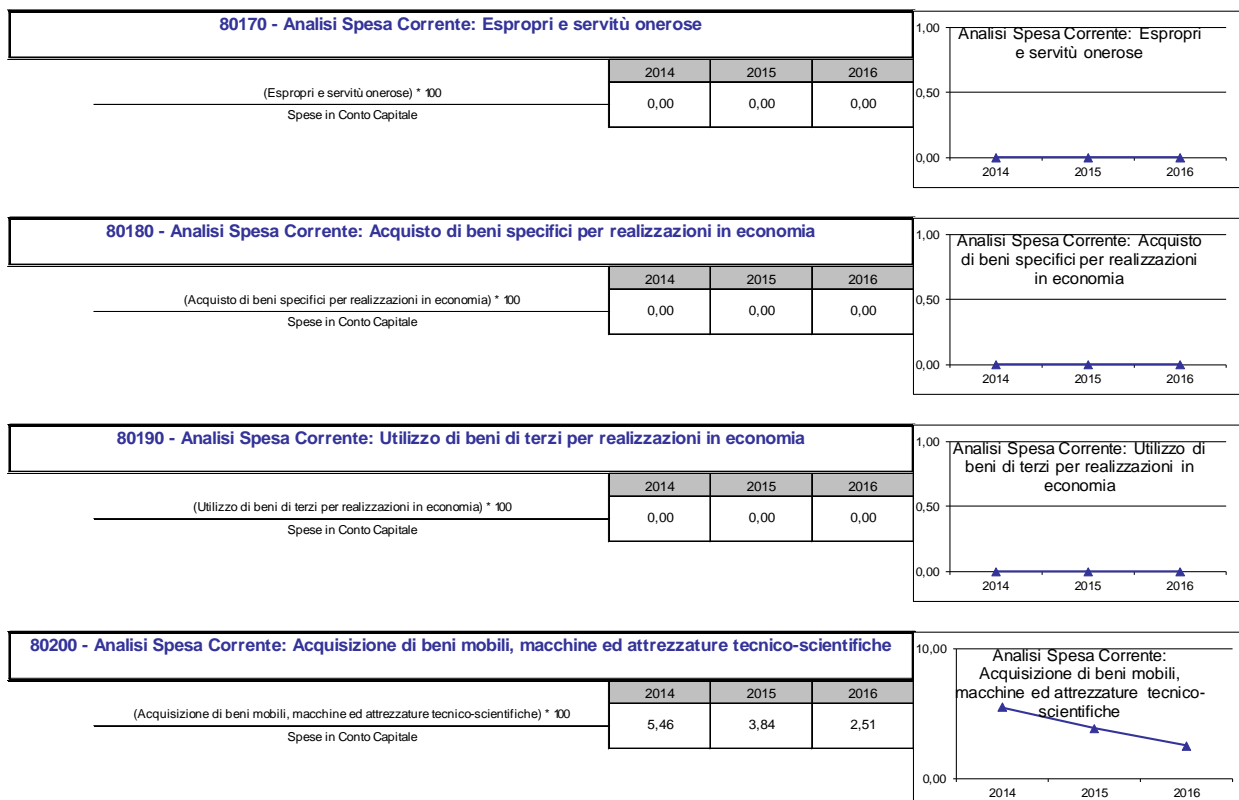 80170 - Analisi Spesa Corrente: Espropri e servitù onerose
2014 2015 2016
(Espropri e servitù onerose) * 100
Spese in Conto Capitale
0,00 0,00 0,00
Analisi Spesa Corrente: Espropri
e servitù onerose
1,00
0,50
0,00
2014 2015 2016
80180 - Analisi Spesa Corrente: Acquisto di beni specifici per realizzazioni in economia
2014 2015 2016
(Acquisto di beni specifici per realizzazioni in economia) * 100
Spese in Conto Capitale
0,00 0,00 0,00
Analisi Spesa Corrente: Acquisto
di beni specifici per realizzazioni
in economia
1,00
0,50
0,00
2014 2015 2016
80190 - Analisi Spesa Corrente: Utilizzo di beni di terzi per realizzazioni in economia
2014 2015 2016
(Utilizzo di beni di terzi per realizzazioni in economia) * 100
Spese in Conto Capitale
0,00 0,00 0,00
Analisi Spesa Corrente: Utilizzo di
beni di terzi per realizzazioni in
economia
1,00
0,50
0,00
2014 2015 2016
80200 - Analisi Spesa Corrente: Acquisizione di beni mobili, macchine ed attrezzature tecnico-scientifiche
2014 2015 2016
(Acquisizione di beni mobili, macchine ed attrezzature tecnico-scientifiche) * 100
Spese in Conto Capitale
5,46 3,84 2,51
Analisi Spesa Corrente:
Acquisizione di beni mobili,
macchine ed attrezzature tecnico-
scientifiche
10,00
0,00
2014 2015 2016